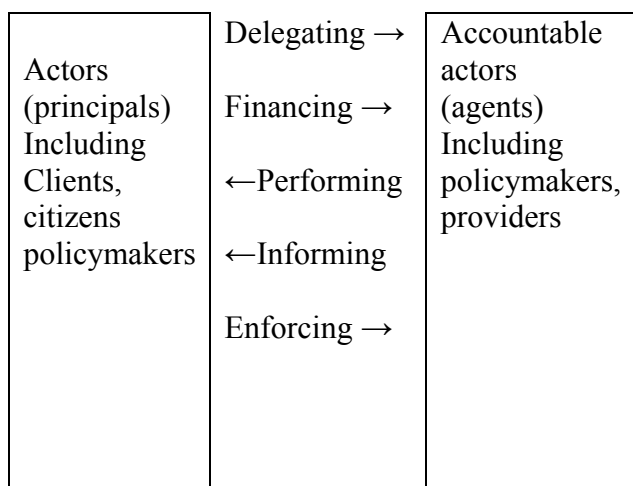 Actors
(principals)
Including
Clients,
citizens
policymakers
Delegating →
Financing →
←Performing
←Informing
Enforcing →
Accountable
actors
(agents)
Including
policymakers,
providers